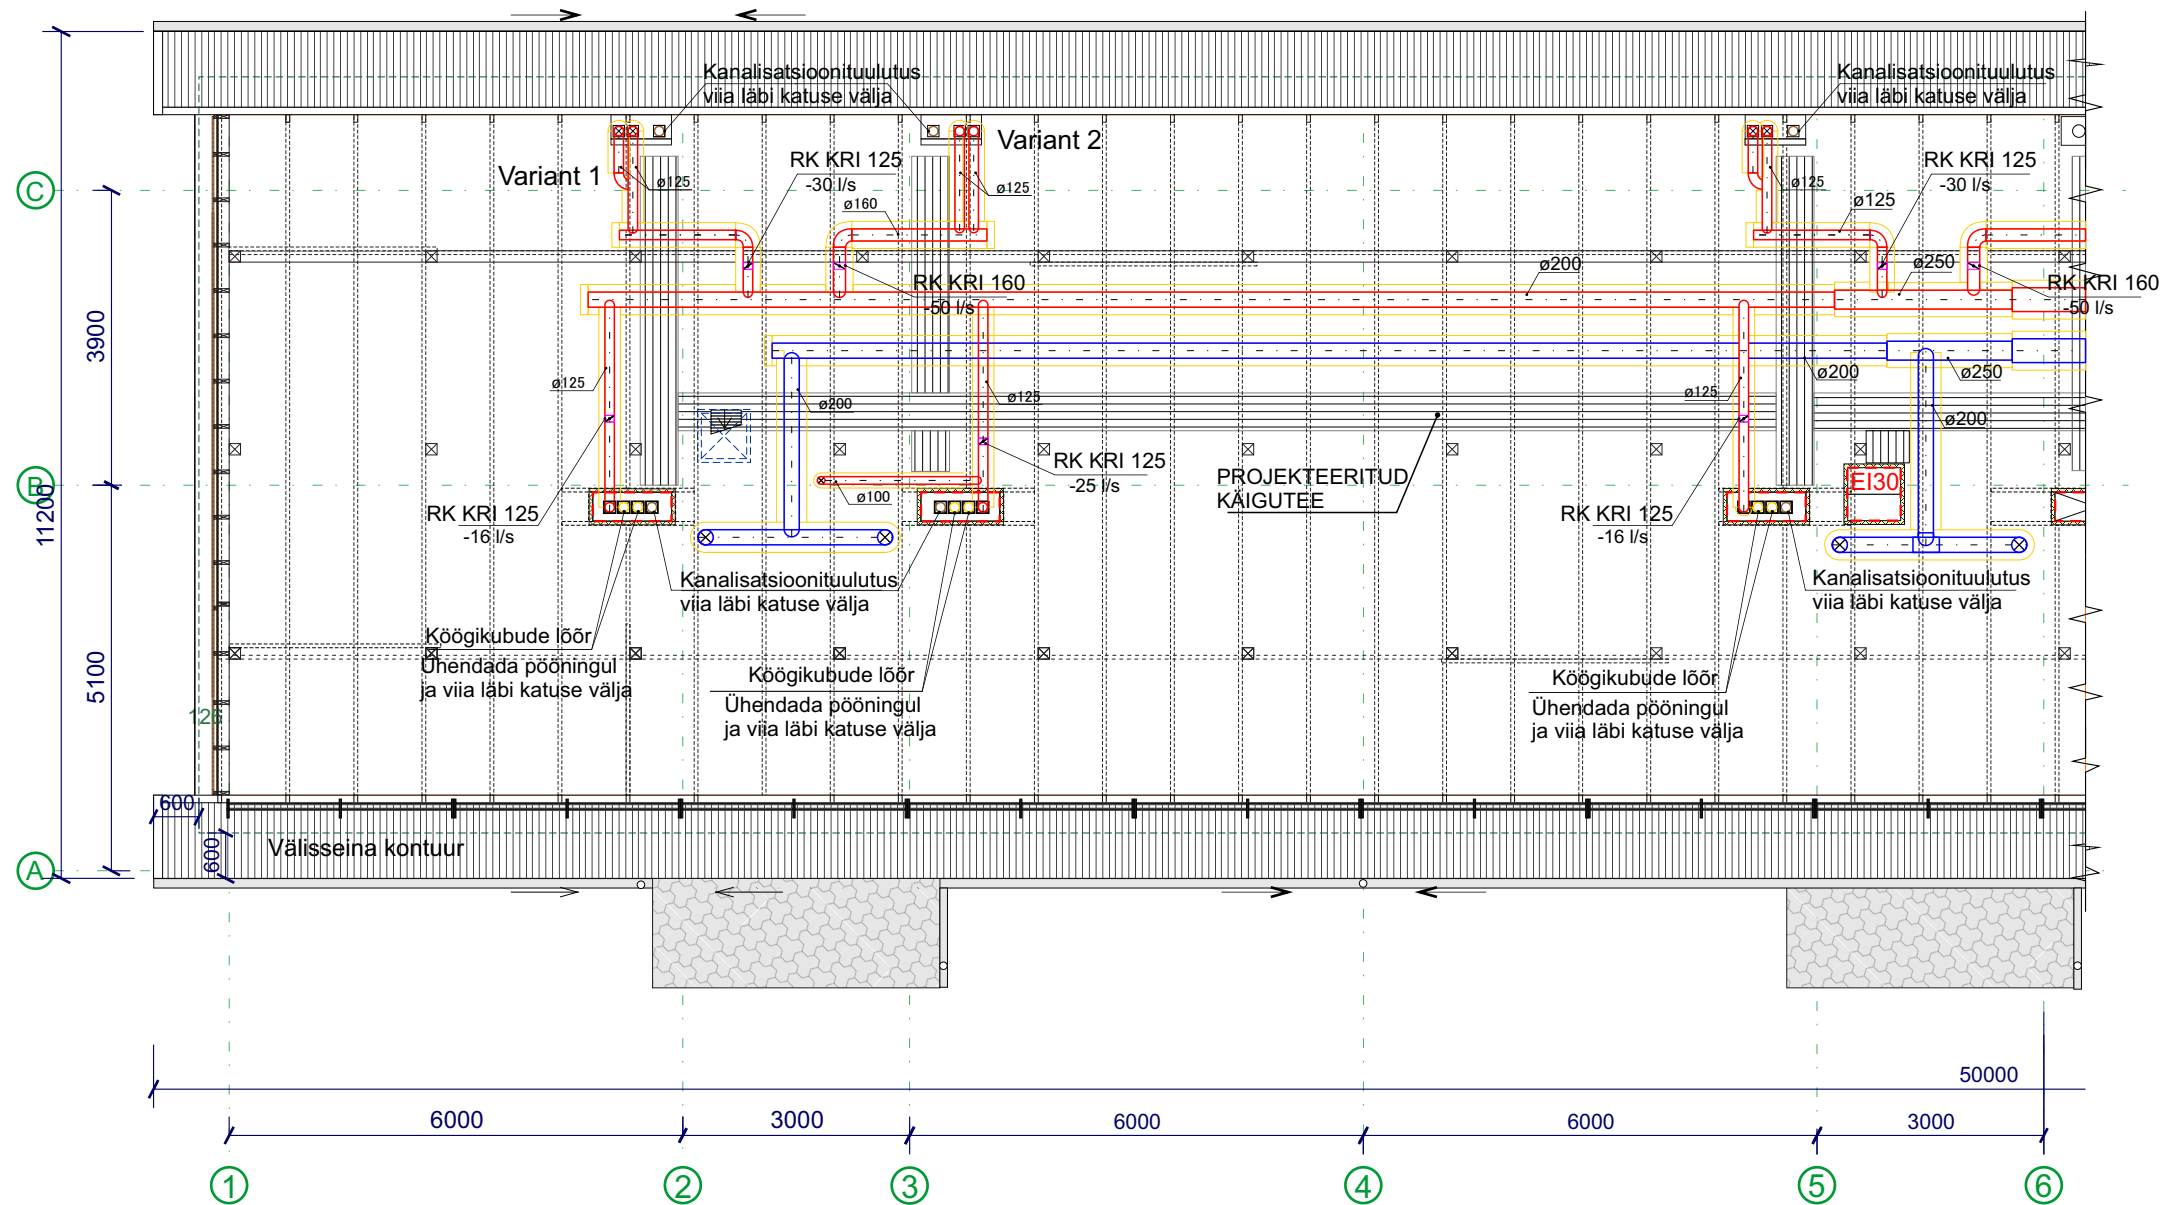 Kanalisatsioonituulutus
viia läbi katuse välja
Kanalisatsioonituulutus
viia läbi katuse välja
Variant 1
Variant 2
RK KRI 125
-30 l/s
RK KRI 125
-30 l/s
ø125
ø160
ø125
ø125
ø125
C
RK KRI 160
-50 l/s
ø200
ø250
RK KRI 160
-50 l/s
3900
ø125
ø200
ø125
ø125
ø200
ø250
ø200
RK KRI 125
-25 l/s
PROJEKTEERITUD
KÄIGUTEE
EI30
B
11200
ø100
RK KRI 125
-16 l/s
RK KRI 125
-16 l/s
Kanalisatsioonituulutus
viia läbi katuse välja
Kanalisatsioonituulutus
viia läbi katuse välja
Köögikubude lõõr
Ühendada pööningul
ja viia läbi katuse välja
Köögikubude lõõr
Ühendada pööningul
ja viia läbi katuse välja
Köögikubude lõõr
Ühendada pööningul
ja viia läbi katuse välja
5100
126
600
600
Välisseina kontuur
A
50000
6000
3000
6000
6000
3000
1
2
3
4
5
6